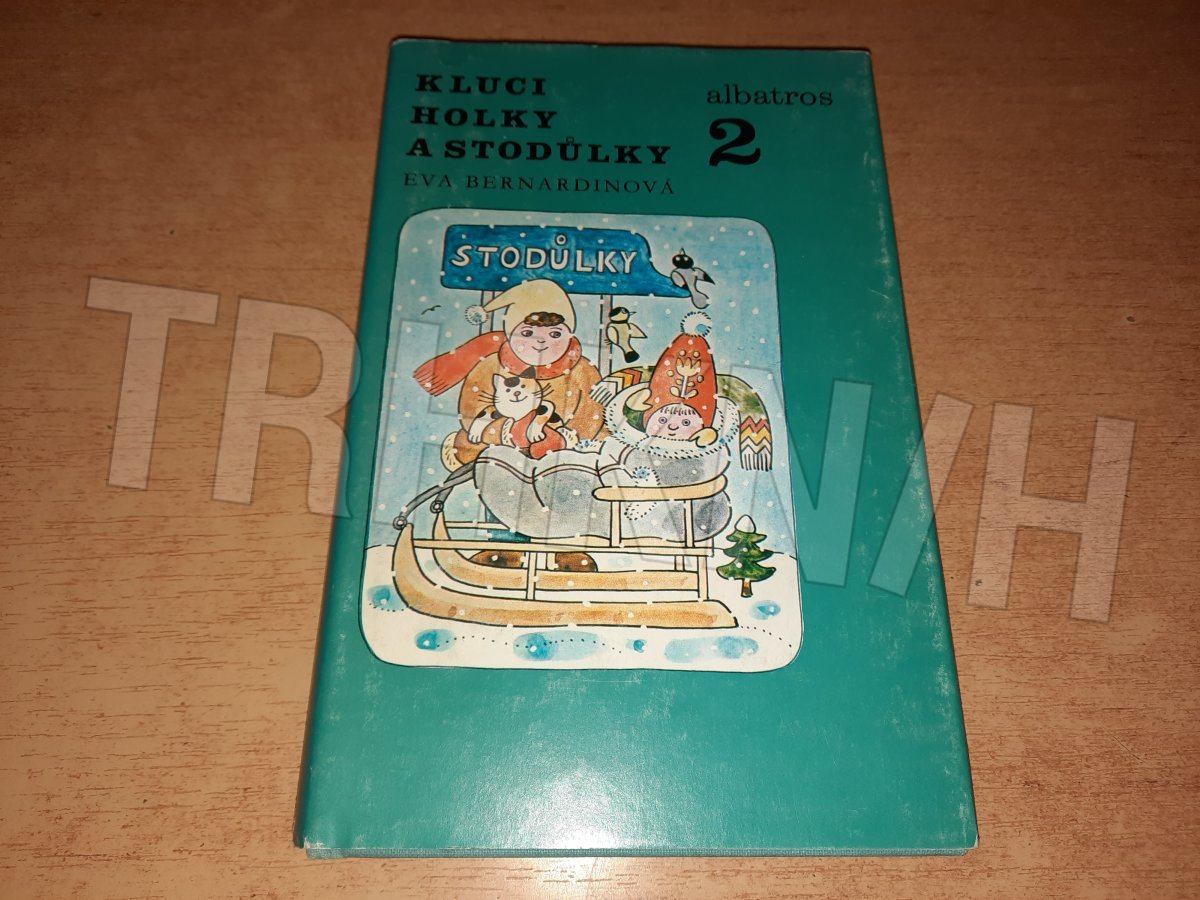 KLUCI
HOLKY
A STODŮLKY
EVA BERNARDINOVÁ
albatros
2
STODŮLKY